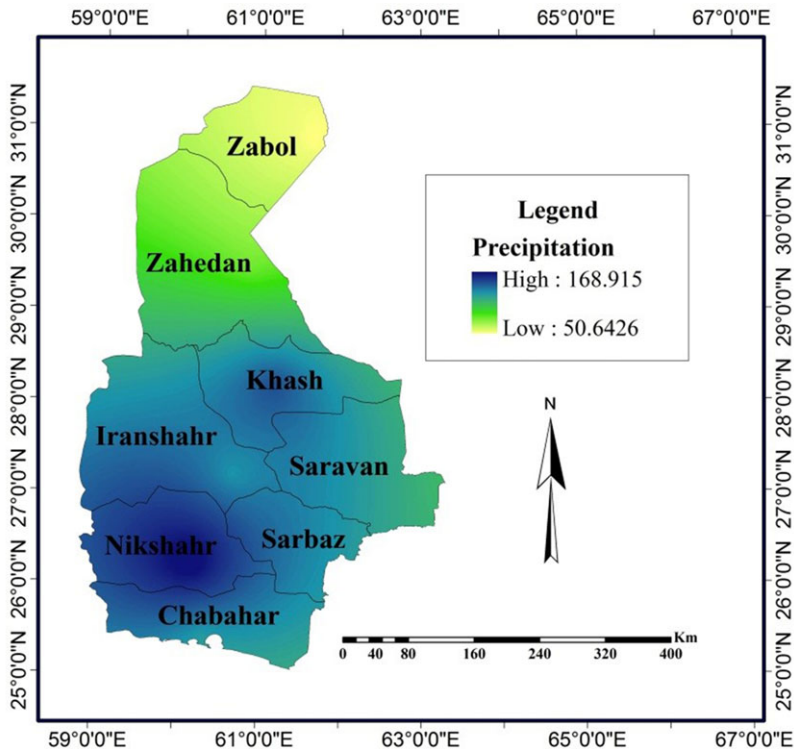 59°0'0"E 61°0'0"E 63°0'0"E 65°0'0"E 67°0'0"E
31°0'0"N
30°0'0"N
29°0'0"N
28°0'0"N
27°0'0"N
26°0'0"N
25°0'0"N
Zabol
Zahedan
Khash
Iranshahr
Saravan
Nikshahr
Sarbaz
Chabahar
Legend
Precipitation
High : 168.915
Low : 50.6426
N
Km
0 40 80 160 240 320 400
31°0'0"N
30°0'0"N
29°0'0"N
28°0'0"N
27°0'0"N
26°0'0"N
25°0'0"N
59°0'0"E 61°0'0"E 63°0'0"E 65°0'0"E 67°0'0"E